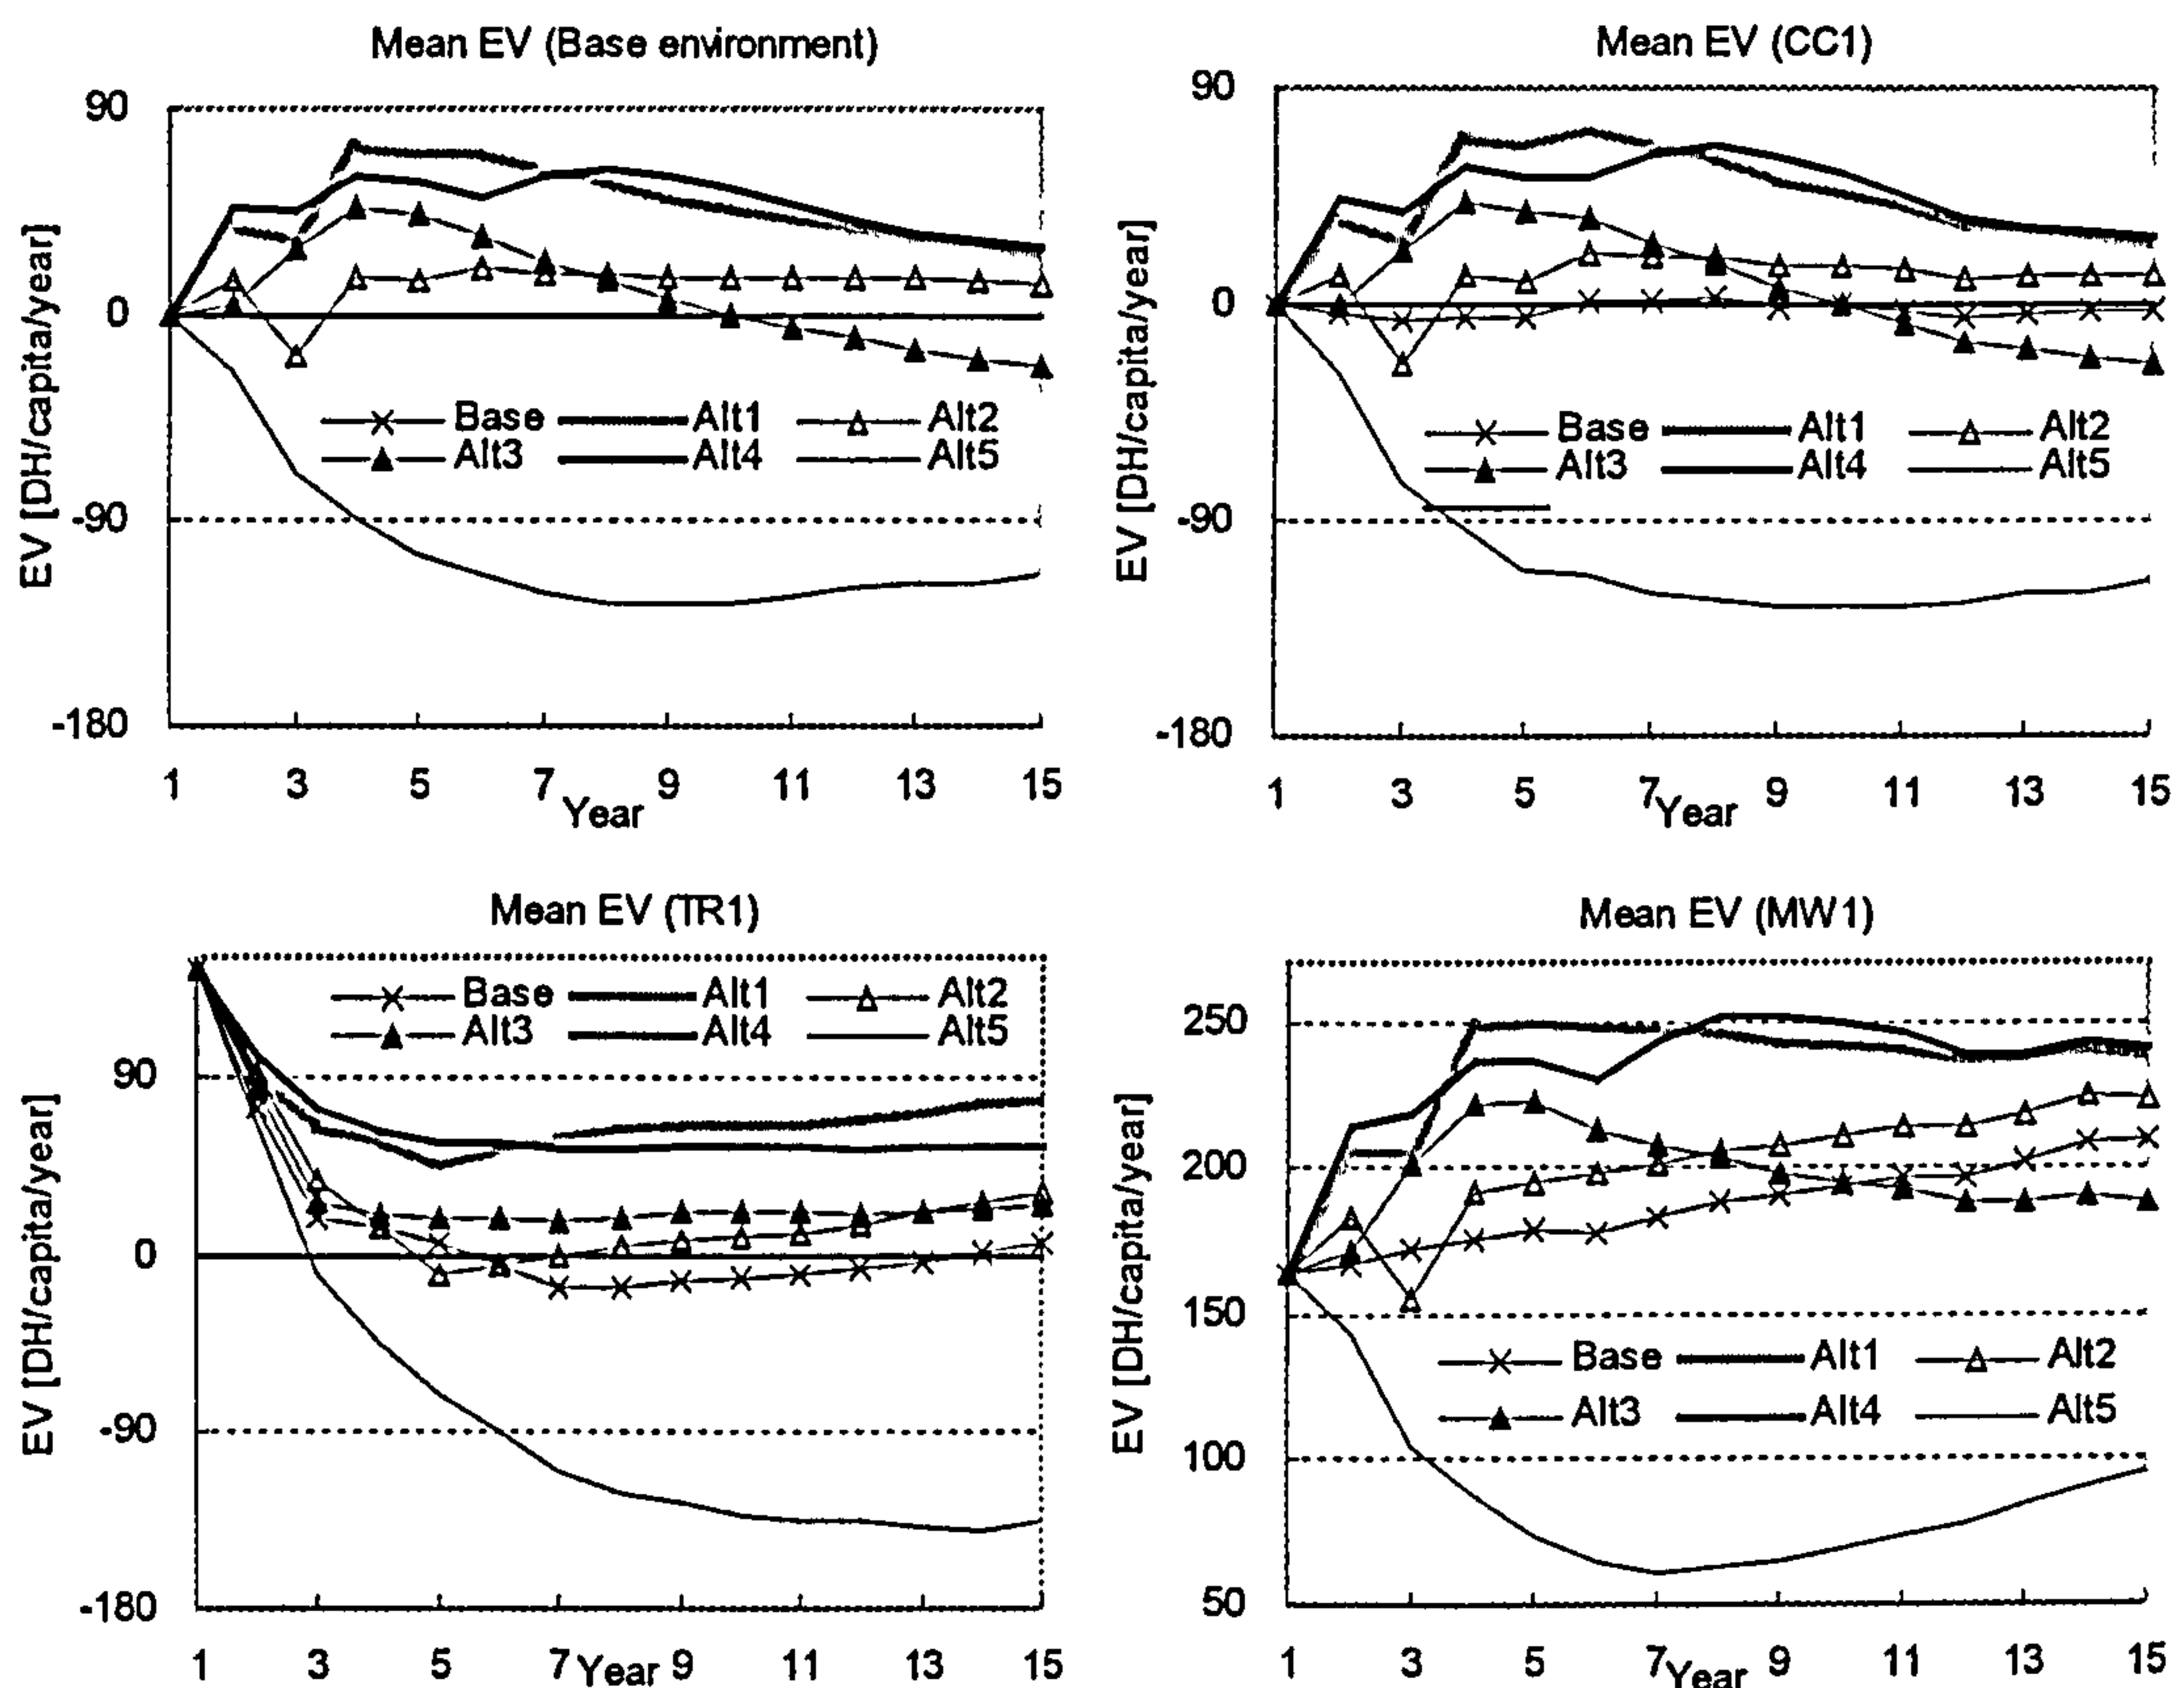 Mean EV (Base environment)
90
0
-90
-180
EV [DH/capita/year]
Base Alt1 Alt2
Alt3 Alt4 Alt5
1 3 5 7 9 11 13 15
Year
Mean EV (CC1)
90
0
-90
-180
EV [DH/capita/year]
Base Alt1 Alt2
Alt3 Alt4 Alt5
1 3 5 7 9 11 13 15
Year
Mean EV (TR1)
Base Alt1 Alt2
Alt3 Alt4 Alt5
90
0
-90
-180
EV [DH/capita/year]
1 3 5 7 Year 9 11 13 15
Mean EV (MW1)
250
200
150
100
50
EV [DH/capita/year]
Base Alt1 Alt2
Alt3 Alt4 Alt5
1 3 5 7 9 11 13 15
Year